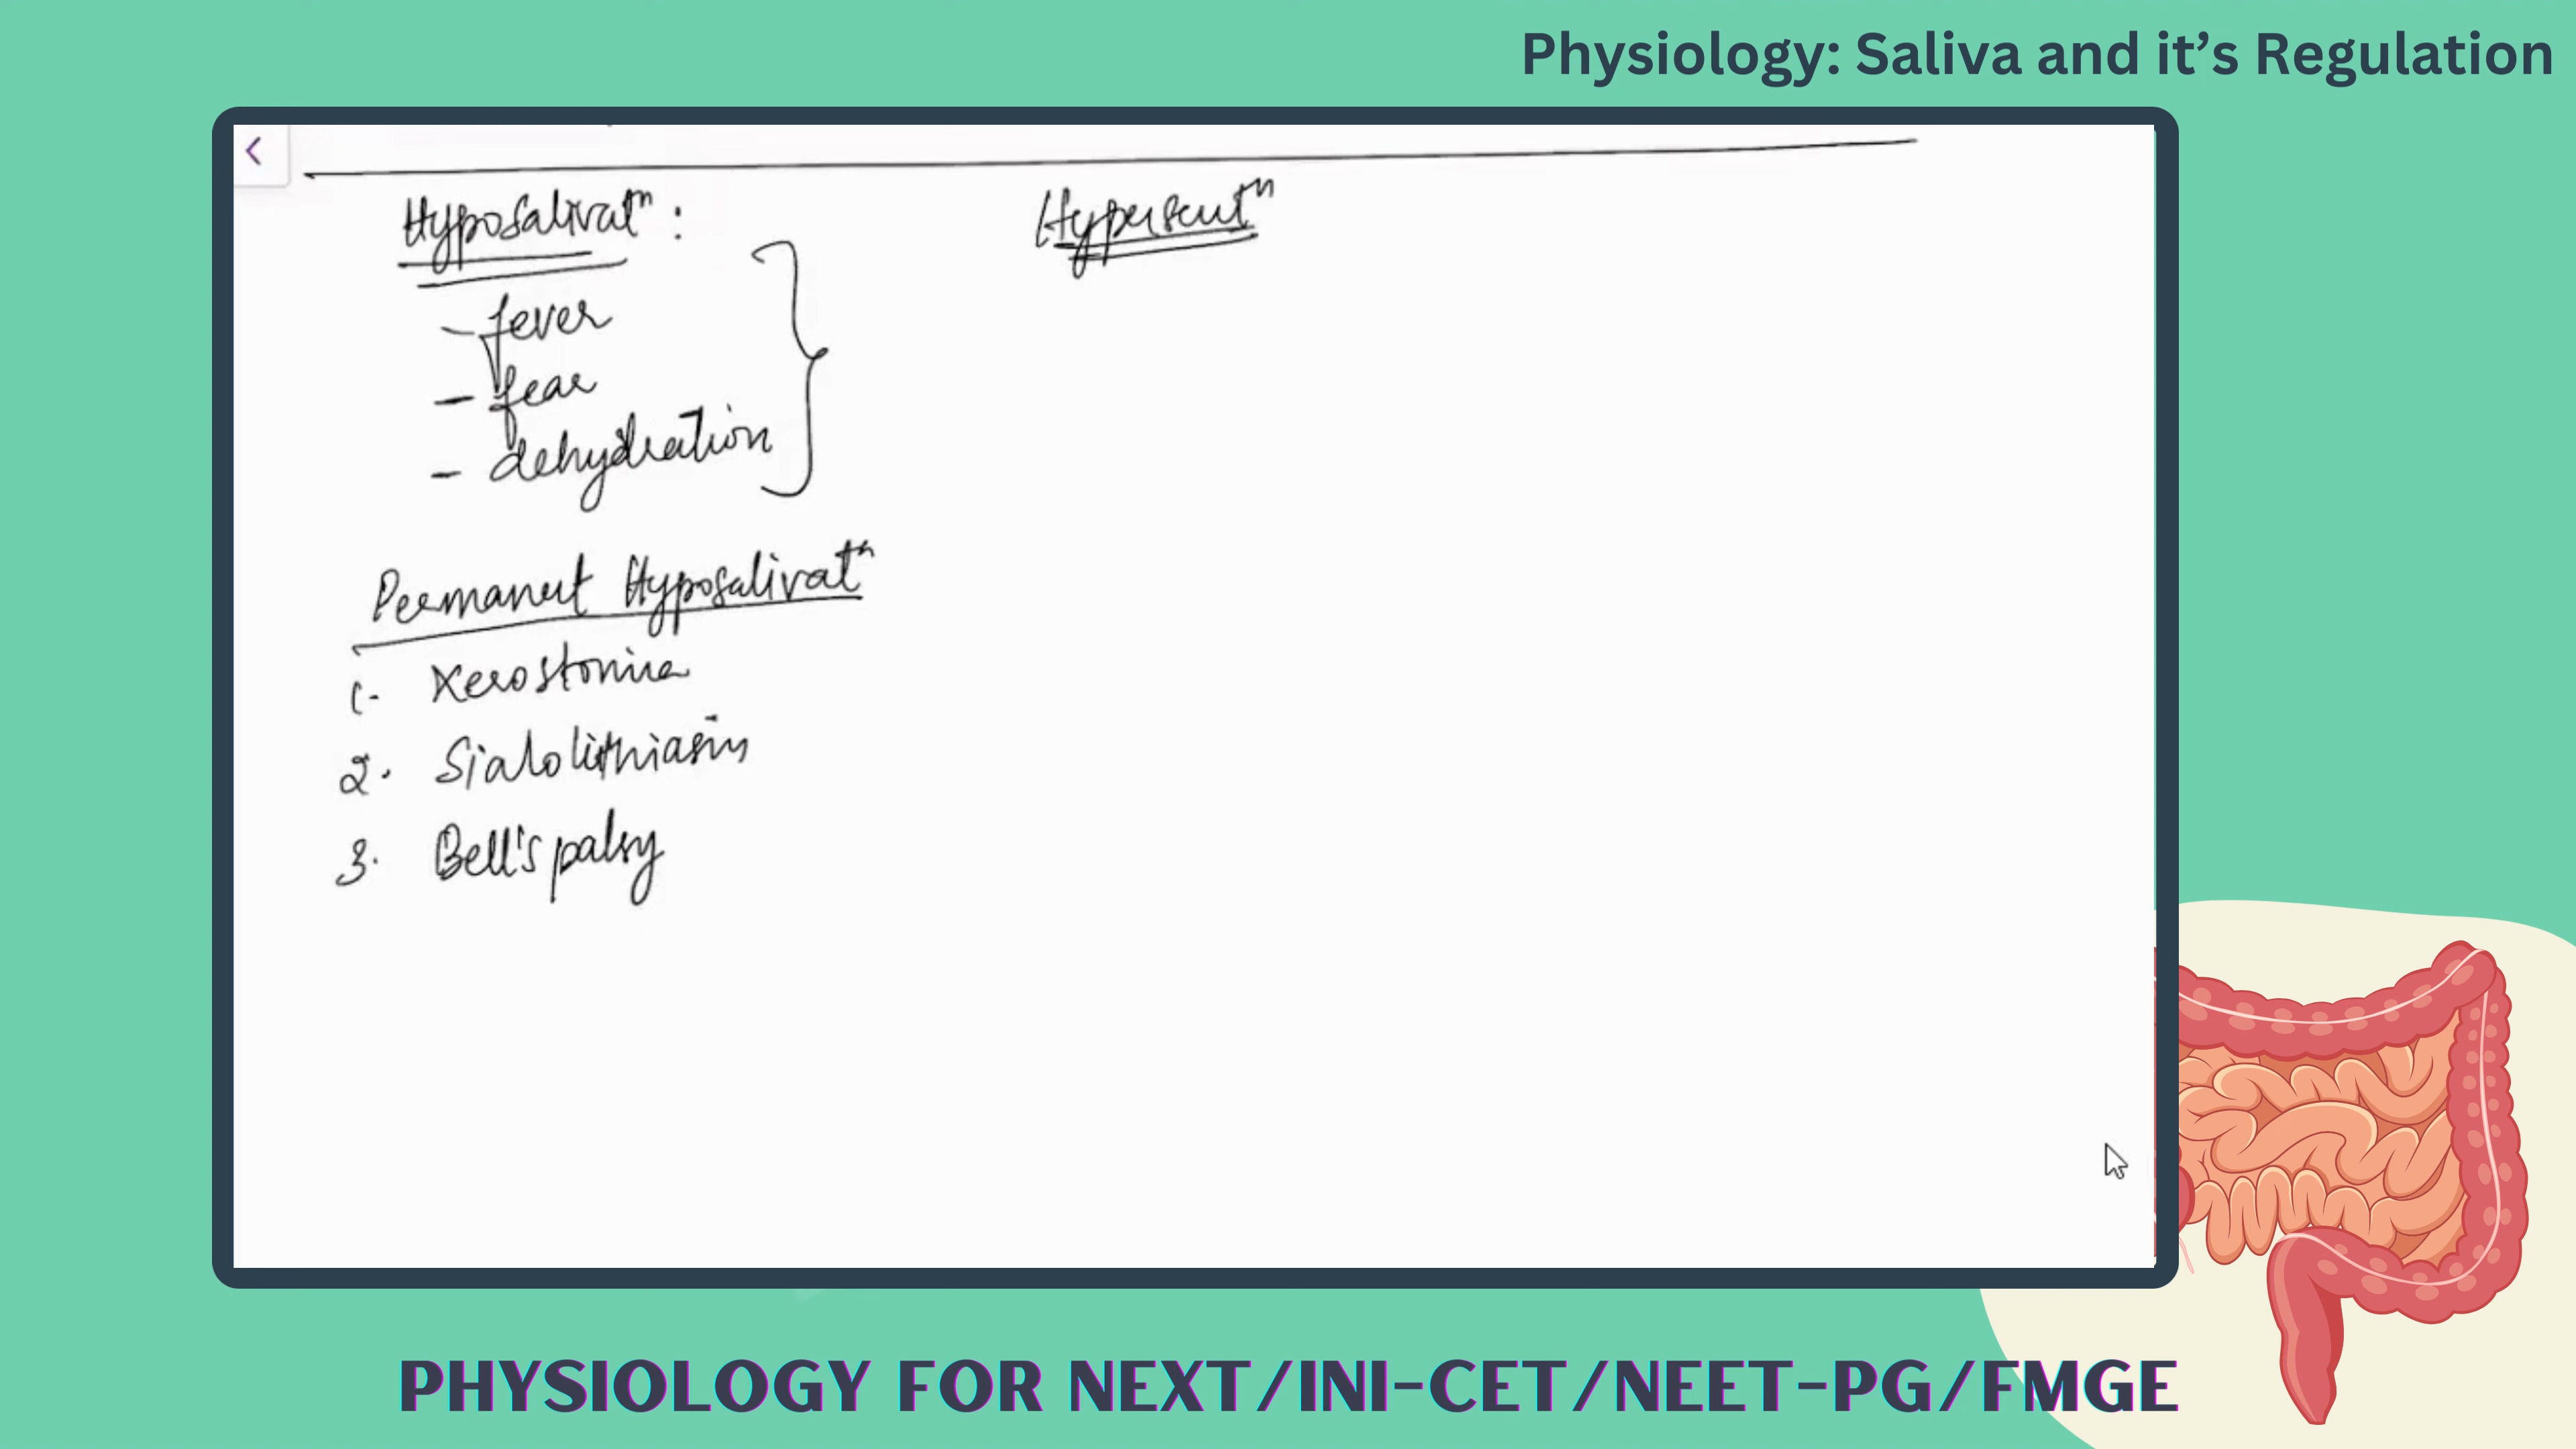 Physiology: Saliva and it’s Regulation
Hyposalivatⁿ :
- fever
- fear
- dehydration
Permanent Hyposalivatⁿ
1. Xerostomia
2. Sialolithiasis
3. Bell's palsy
Hypersecutⁿ
PHYSIOLOGY FOR NEXT/INI-CET/NEET-PG/FMGE